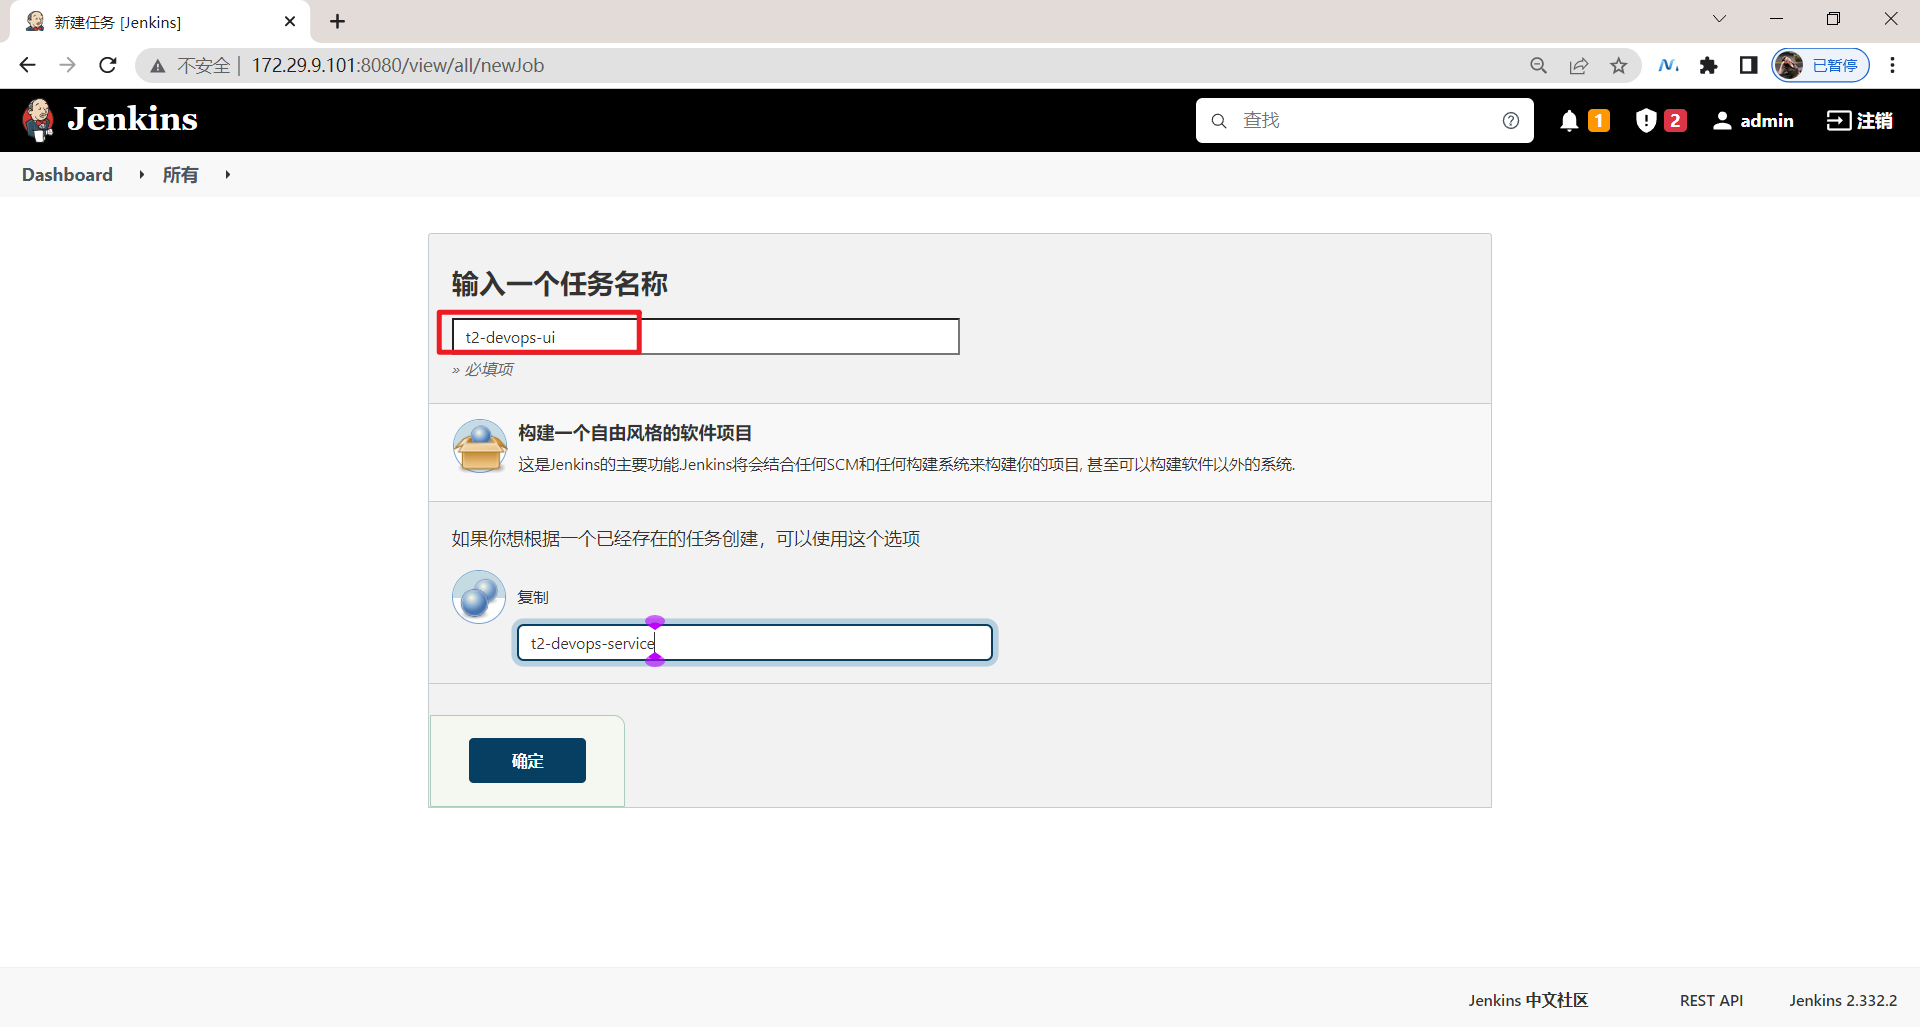 新建任务 [Jenkins]
不安全 | 172.29.9.101:8080/view/all/newJob
已暂停
Jenkins
查找
1
2
admin
注销
Dashboard
所有
输入一个任务名称
t2-devops-ui
» 必填项
构建一个自由风格的软件项目
这是Jenkins的主要功能.Jenkins将会结合任何SCM和任何构建系统来构建你的项目, 甚至可以构建软件以外的系统.
如果你想根据一个已经存在的任务创建，可以使用这个选项
复制
t2-devops-service
确定
Jenkins 中文社区
REST API
Jenkins 2.332.2